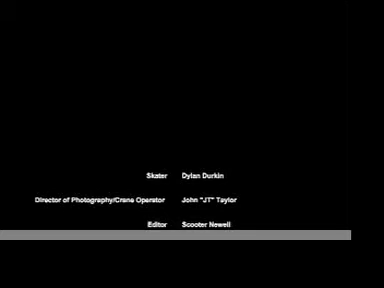 Skater Dylan Durkin
Director of Photography/Crane Operator John "JT" Taylor
Editor Scooter Newell